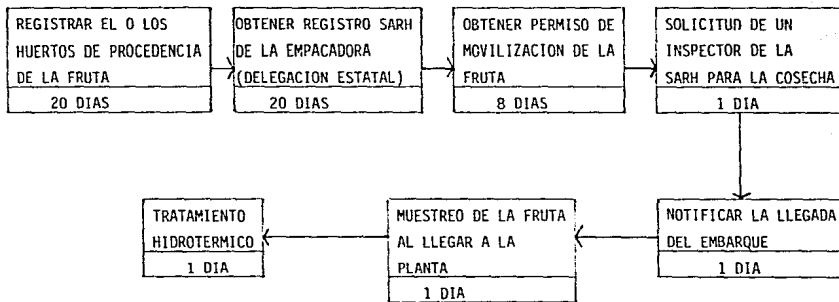 REGISTRAR EL O LOS
HUERTOS DE PROCEDENCIA
DE LA FRUTA
20 DIAS
OBTENER REGISTRO SARH
DE LA EMPACADORA
(DELEGACION ESTATAL)
20 DIAS
OBTENER PERMISO DE
MOVILIZACION DE LA
FRUTA
8 DIAS
SOLICITUD DE UN
INSPECTOR DE LA
SARH PARA LA COSECHA
1 DIA
NOTIFICAR LA LLEGADA
DEL EMBARQUE
1 DIA
MUESTREO DE LA FRUTA
AL LLEGAR A LA
PLANTA
1 DIA
TRATAMIENTO
HIDROTERMICO
1 DIA